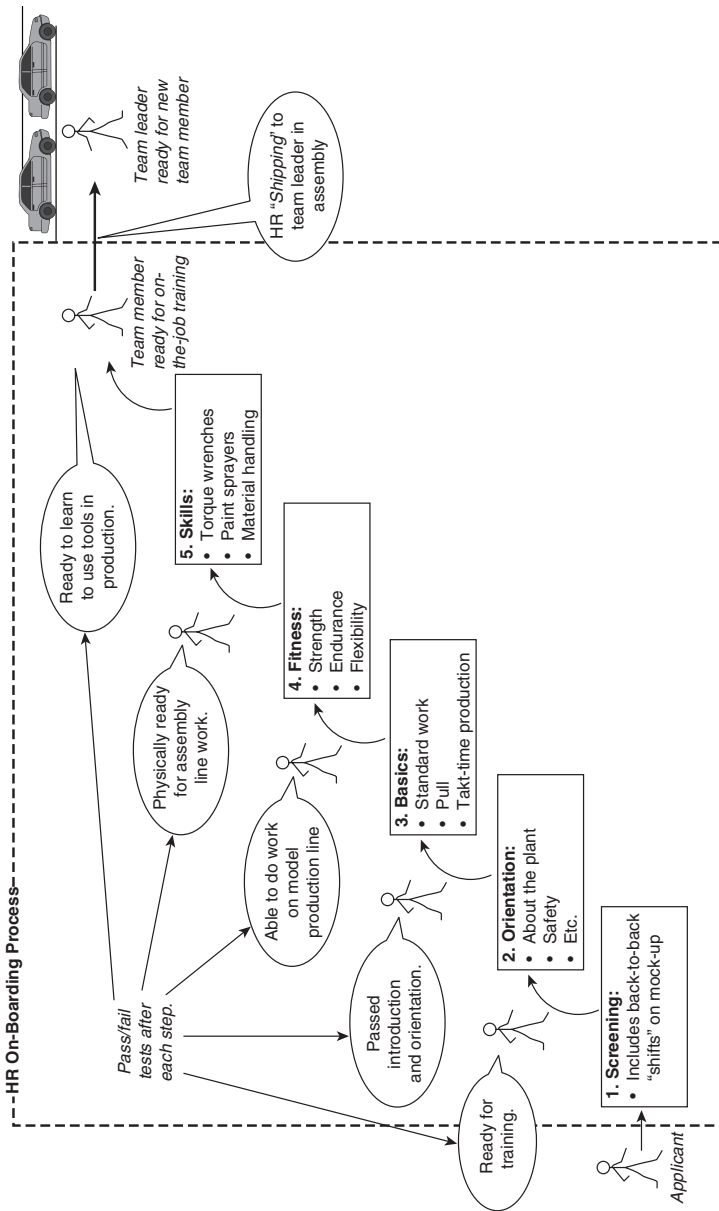 HR On-Boarding Process
Pass/fail
tests after
each step.
Applicant
1. Screening:
• Includes back-to-back
“shifts” on mock-up
Ready for
training.
2. Orientation:
• About the plant
• Safety
• Etc.
Passed
introduction
and orientation.
3. Basics:
• Standard work
• Pull
• Takt-time production
Able to do work
on model
production line
4. Fitness:
• Strength
• Endurance
• Flexibility
Physically ready
for assembly
line work.
5. Skills:
• Torque wrenches
• Paint sprayers
• Material handling
Ready to learn
to use tools in
production.
Team member
ready for on-
the-job training
HR “Shipping” to
team leader in
assembly
Team leader
ready for new
team member